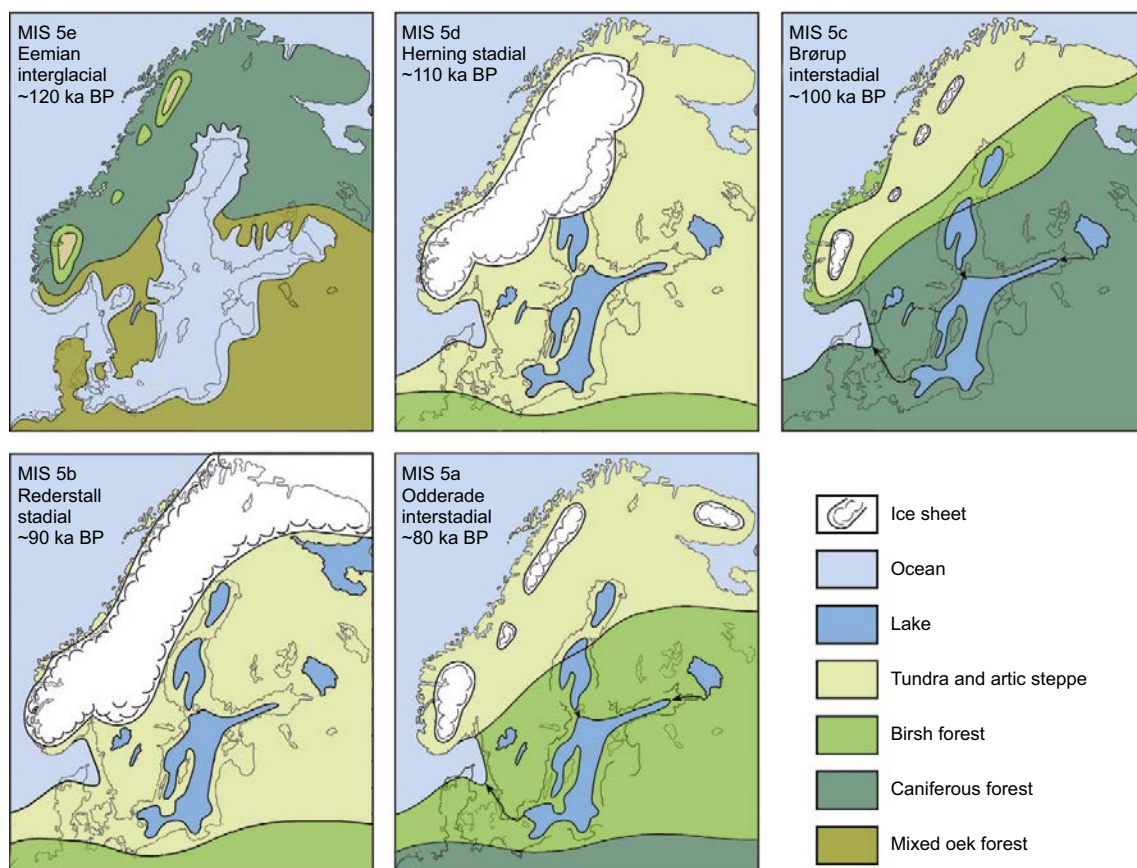 MIS 5e
Eemian
interglacial
~120 ka BP
MIS 5d
Herning stadial
~110 ka BP
MIS 5c
Brørup
interstadial
~100 ka BP
MIS 5b
Rederstall
stadial
~90 ka BP
MIS 5a
Odderade
interstadial
~80 ka BP
Ice sheet
Ocean
Lake
Tundra and artic steppe
Birsh forest
Caniferous forest
Mixed oek forest